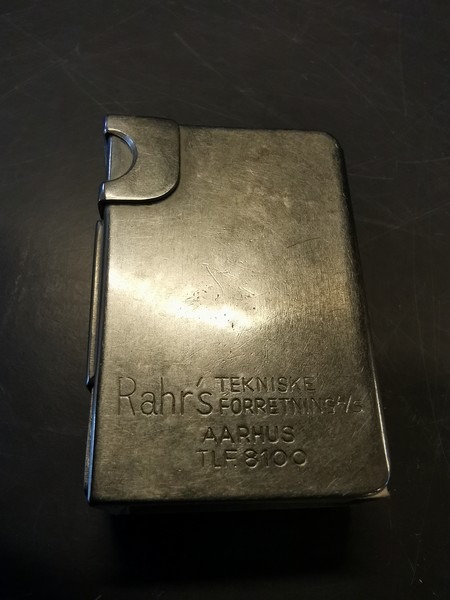 Rahr's TEKNISKE
FORRETNING A/S
AARHUS
TLF. 8100